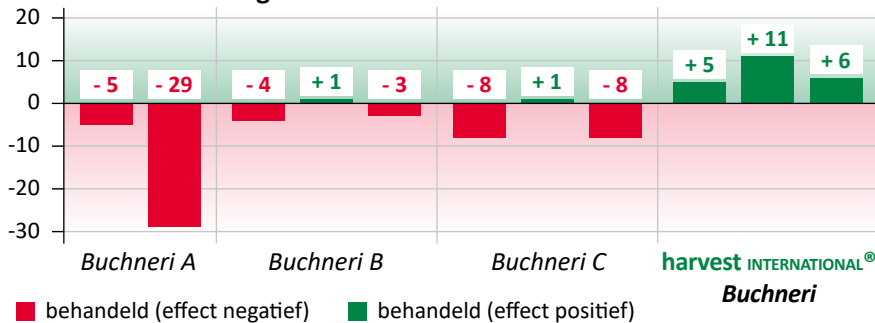 20
- 5 - 29 - 4 + 1 - 3 - 8 + 1 - 8 + 5 + 11 + 6
10
0
-10
-20
-30
Buchneri A Buchneri B Buchneri C harvest INTERNATIONAL®
Buchneri
behandeld (effect negatief) behandeld (effect positief)